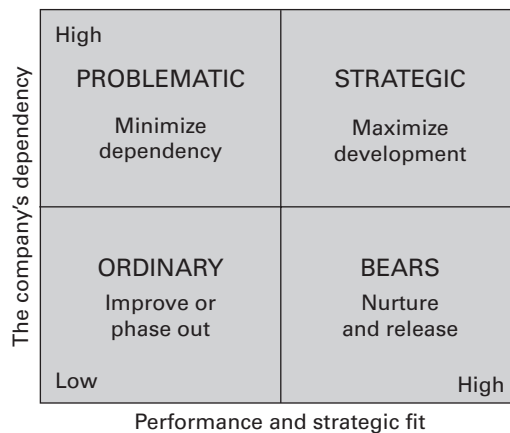 The company's dependency
High
PROBLEMATIC
Minimize
dependency
STRATEGIC
Maximize
development
ORDINARY
Improve or
phase out
Low
BEARS
Nurture
and release
High
Performance and strategic fit